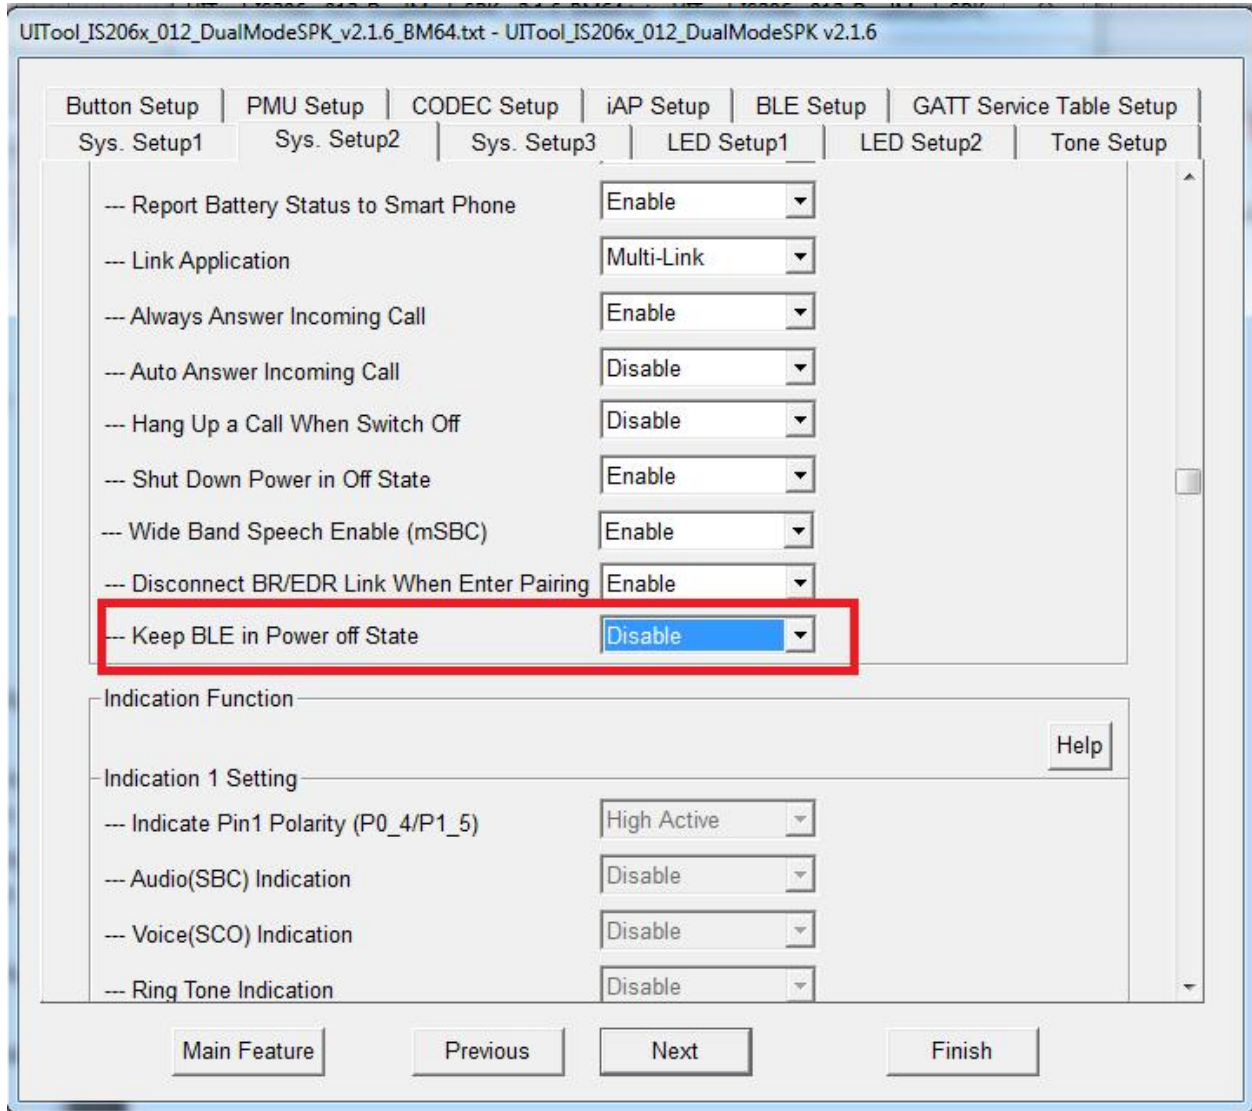 UITool_IS206x_012_DualModeSPK_v2.1.6_BM64.txt - UITool_IS206x_012_DualModeSPK v2.1.6
Button Setup PMU Setup CODEC Setup iAP Setup BLE Setup GATT Service Table Setup
Sys. Setup1 Sys. Setup2 Sys. Setup3 LED Setup1 LED Setup2 Tone Setup
--- Report Battery Status to Smart Phone Enable
--- Link Application Multi-Link
--- Always Answer Incoming Call Enable
--- Auto Answer Incoming Call Disable
--- Hang Up a Call When Switch Off Disable
--- Shut Down Power in Off State Enable
--- Wide Band Speech Enable (mSBC) Enable
--- Disconnect BR/EDR Link When Enter Pairing Enable
--- Keep BLE in Power off State Disable
Indication Function
Help
Indication 1 Setting
--- Indicate Pin1 Polarity (P0_4/P1_5) High Active
--- Audio(SBC) Indication Disable
--- Voice(SCO) Indication Disable
--- Ring Tone Indication Disable
Main Feature Previous Next Finish